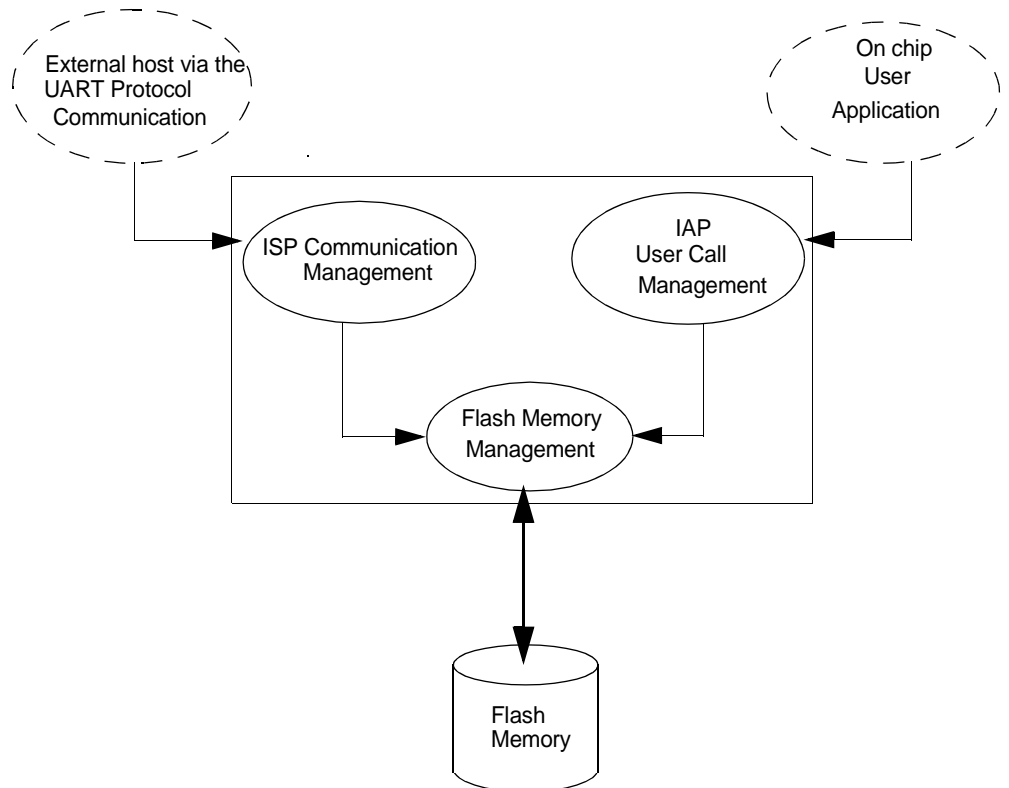 External host via the
UART Protocol
Communication
On chip
User
Application
ISP Communication
Management
IAP
User Call
Management
Flash Memory
Management
Flash
Memory